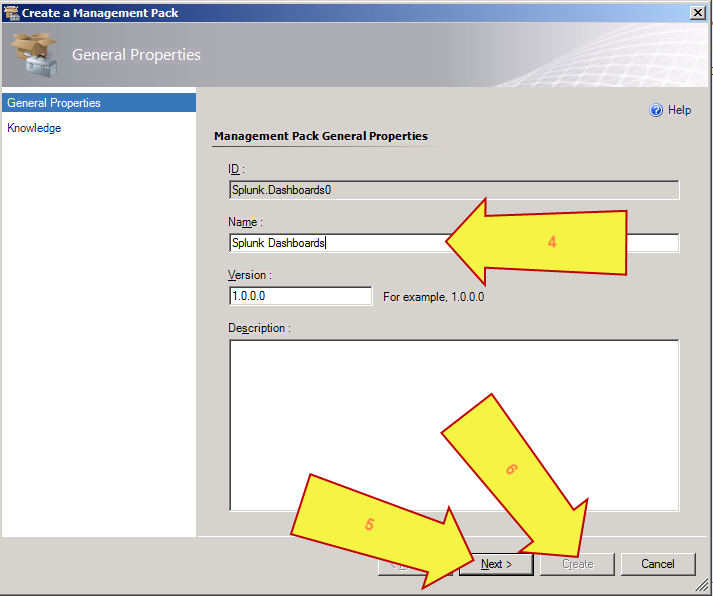 Create a Management Pack
General Properties
General Properties
Knowledge
Help
Management Pack General Properties
ID :
Splunk.Dashboards0
Name :
Splunk Dashboards
4
Version :
1.0.0.0
For example, 1.0.0.0
Description :
6
5
<
Next >
Create
Cancel